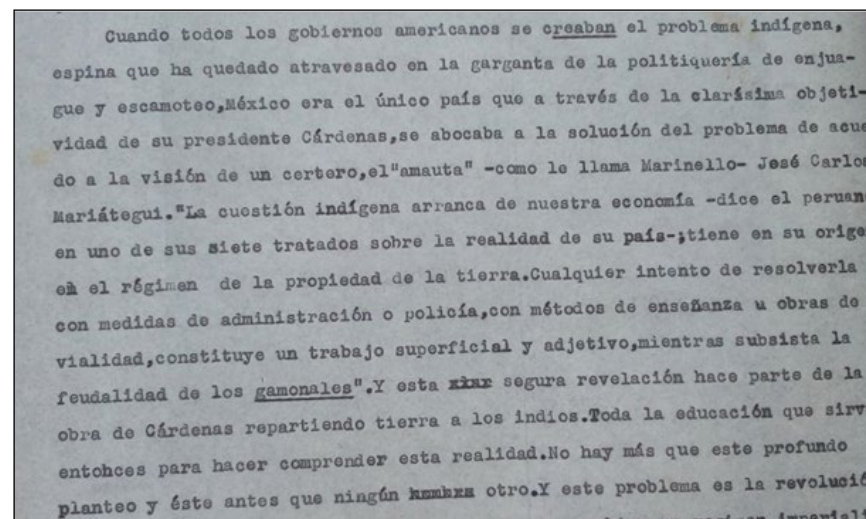 Cuando todos los gobiernos americanos se creaban el problema indígena,
espina que ha quedado atravesado en la garganta de la politiquería de enjua-
gue y escamoteo,México era el único país que a través de la clarísima objeti-
vidad de su presidente Cárdenas,se abocaba a la solución del problema de acue
do a la visión de un certero,el"amauta" -como le llama Marinello- José Carlos
Mariátegui."La cuestión indígena arranca de nuestra economía -dice el peruan
en uno de sus siete tratados sobre la realidad de su país-;tiene en su orige
en el régimen de la propiedad de la tierra.Cualquier intento de resolverla
con medidas de administración o policía,con métodos de enseñanza u obras de
vialidad,constituye un trabajo superficial y adjetivo,mientras subsista la
feudalidad de los gamonales".Y esta segura revelación hace parte de la
obra de Cárdenas repartiendo tierra a los indios.Toda la educación que sirv
entohces para hacer comprender esta realidad.No hay más que este profundo
planteo y éste antes que ningún otro.Y este problema es la revolució